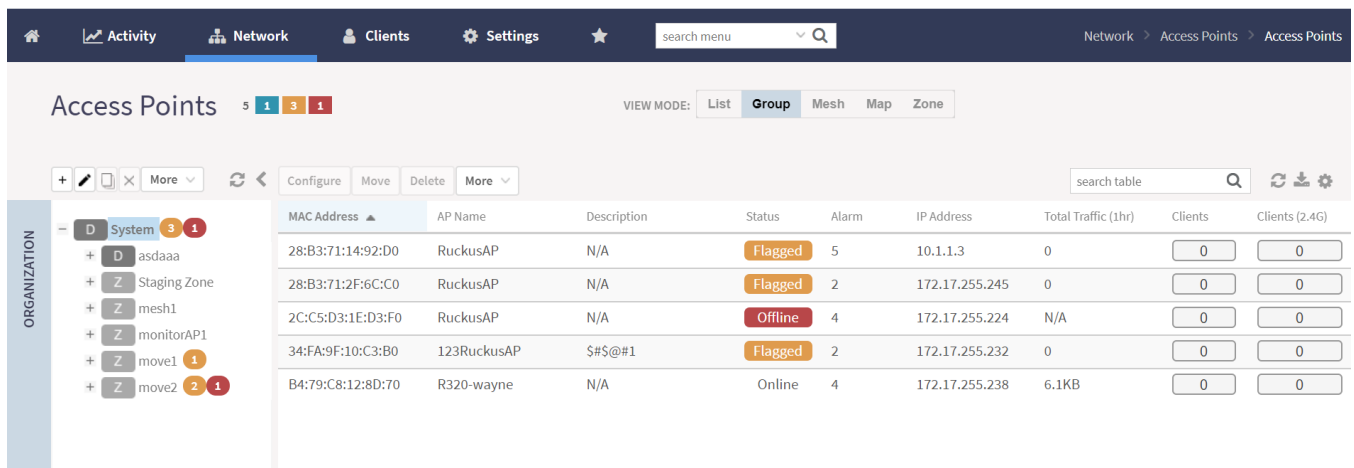 Activity Network Clients Settings search menu Network > Access Points > Access Points
Access Points 5 1 3 1 VIEW MODE: List Group Mesh Map Zone
+ More Configure Move Delete More search table
ORGANIZATION
D System 3 1
D asdaaa
Z Staging Zone
Z mesh1
Z monitorAP1
Z move1 1
Z move2 2 1
MAC Address AP Name Description Status Alarm IP Address Total Traffic (1hr) Clients Clients (2.4G)
28:B3:71:14:92:D0 RuckusAP N/A Flagged 5 10.1.1.3 0 0 0
28:B3:71:2F:6C:C0 RuckusAP N/A Flagged 2 172.17.255.245 0 0 0
2C:C5:D3:1E:D3:F0 RuckusAP N/A Offline 4 172.17.255.224 N/A 0 0
34:FA:9F:10:C3:B0 123RuckusAP $#$@#1 Flagged 2 172.17.255.232 0 0 0
B4:79:C8:12:8D:70 R320-wayne N/A Online 4 172.17.255.238 6.1KB 0 0